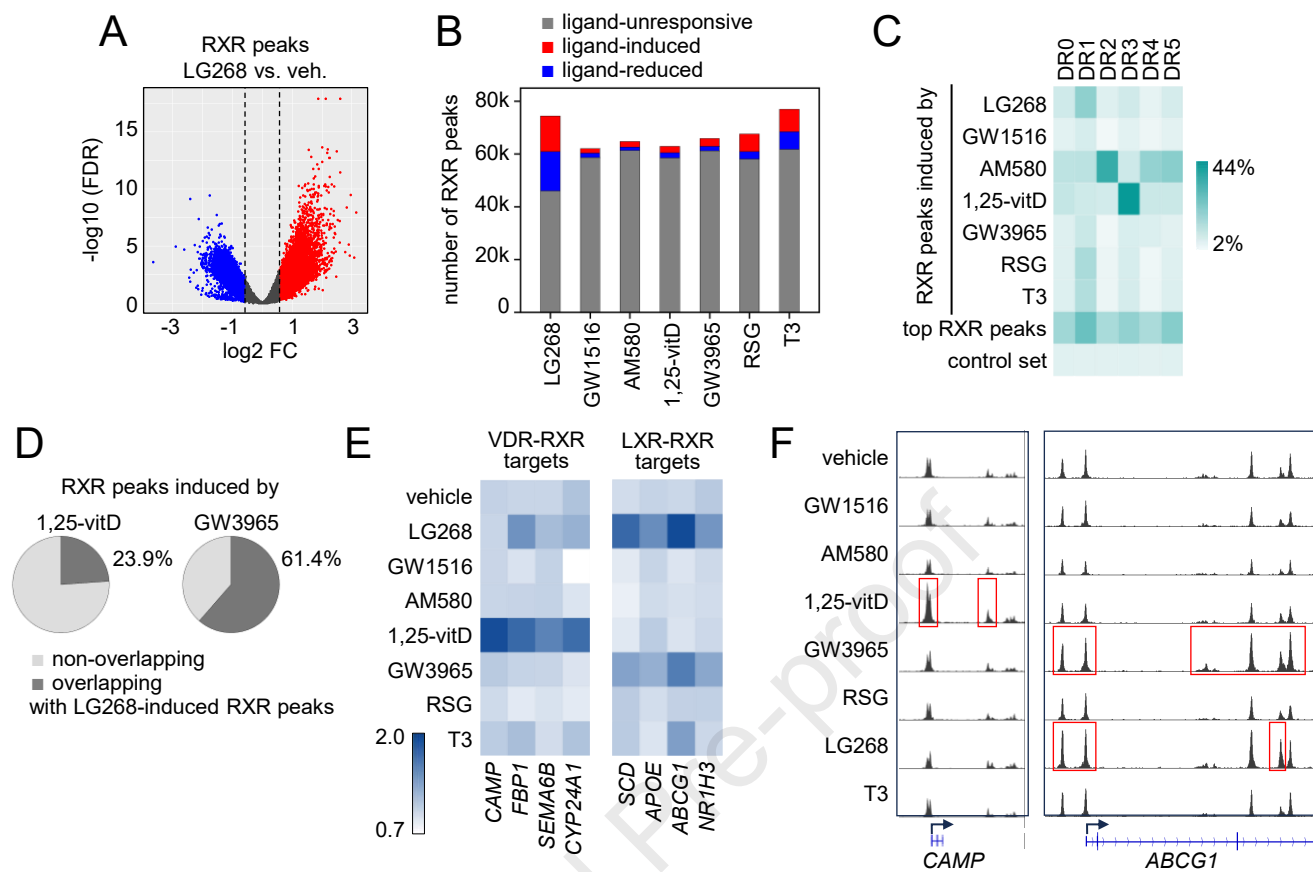 A
RXR peaks
LG268 vs. veh.
-log10 (FDR)
15
10
5
0
-3
-1
1
3
log2 FC
B
ligand-unresponsive
ligand-induced
ligand-reduced
number of RXR peaks
80k
60k
40k
20k
0
LG268
GW1516
AM580
1,25-vitD
GW3965
RSG
T3
C
DR0
DR1
DR2
DR3
DR4
DR5
RXR peaks induced by
LG268
GW1516
AM580
1,25-vitD
GW3965
RSG
T3
top RXR peaks
control set
44%
2%
D
RXR peaks induced by
1,25-vitD
GW3965
23.9%
61.4%
non-overlapping
overlapping
with LG268-induced RXR peaks
E
VDR-RXR
targets
LXR-RXR
targets
vehicle
LG268
GW1516
AM580
1,25-vitD
GW3965
RSG
T3
2.0
0.7
CAMP
FBP1
SEMA6B
CYP24A1
SCD
APOE
ABCG1
NR1H3
F
vehicle
GW1516
AM580
1,25-vitD
GW3965
RSG
LG268
T3
CAMP
ABCG1
Pre-proof